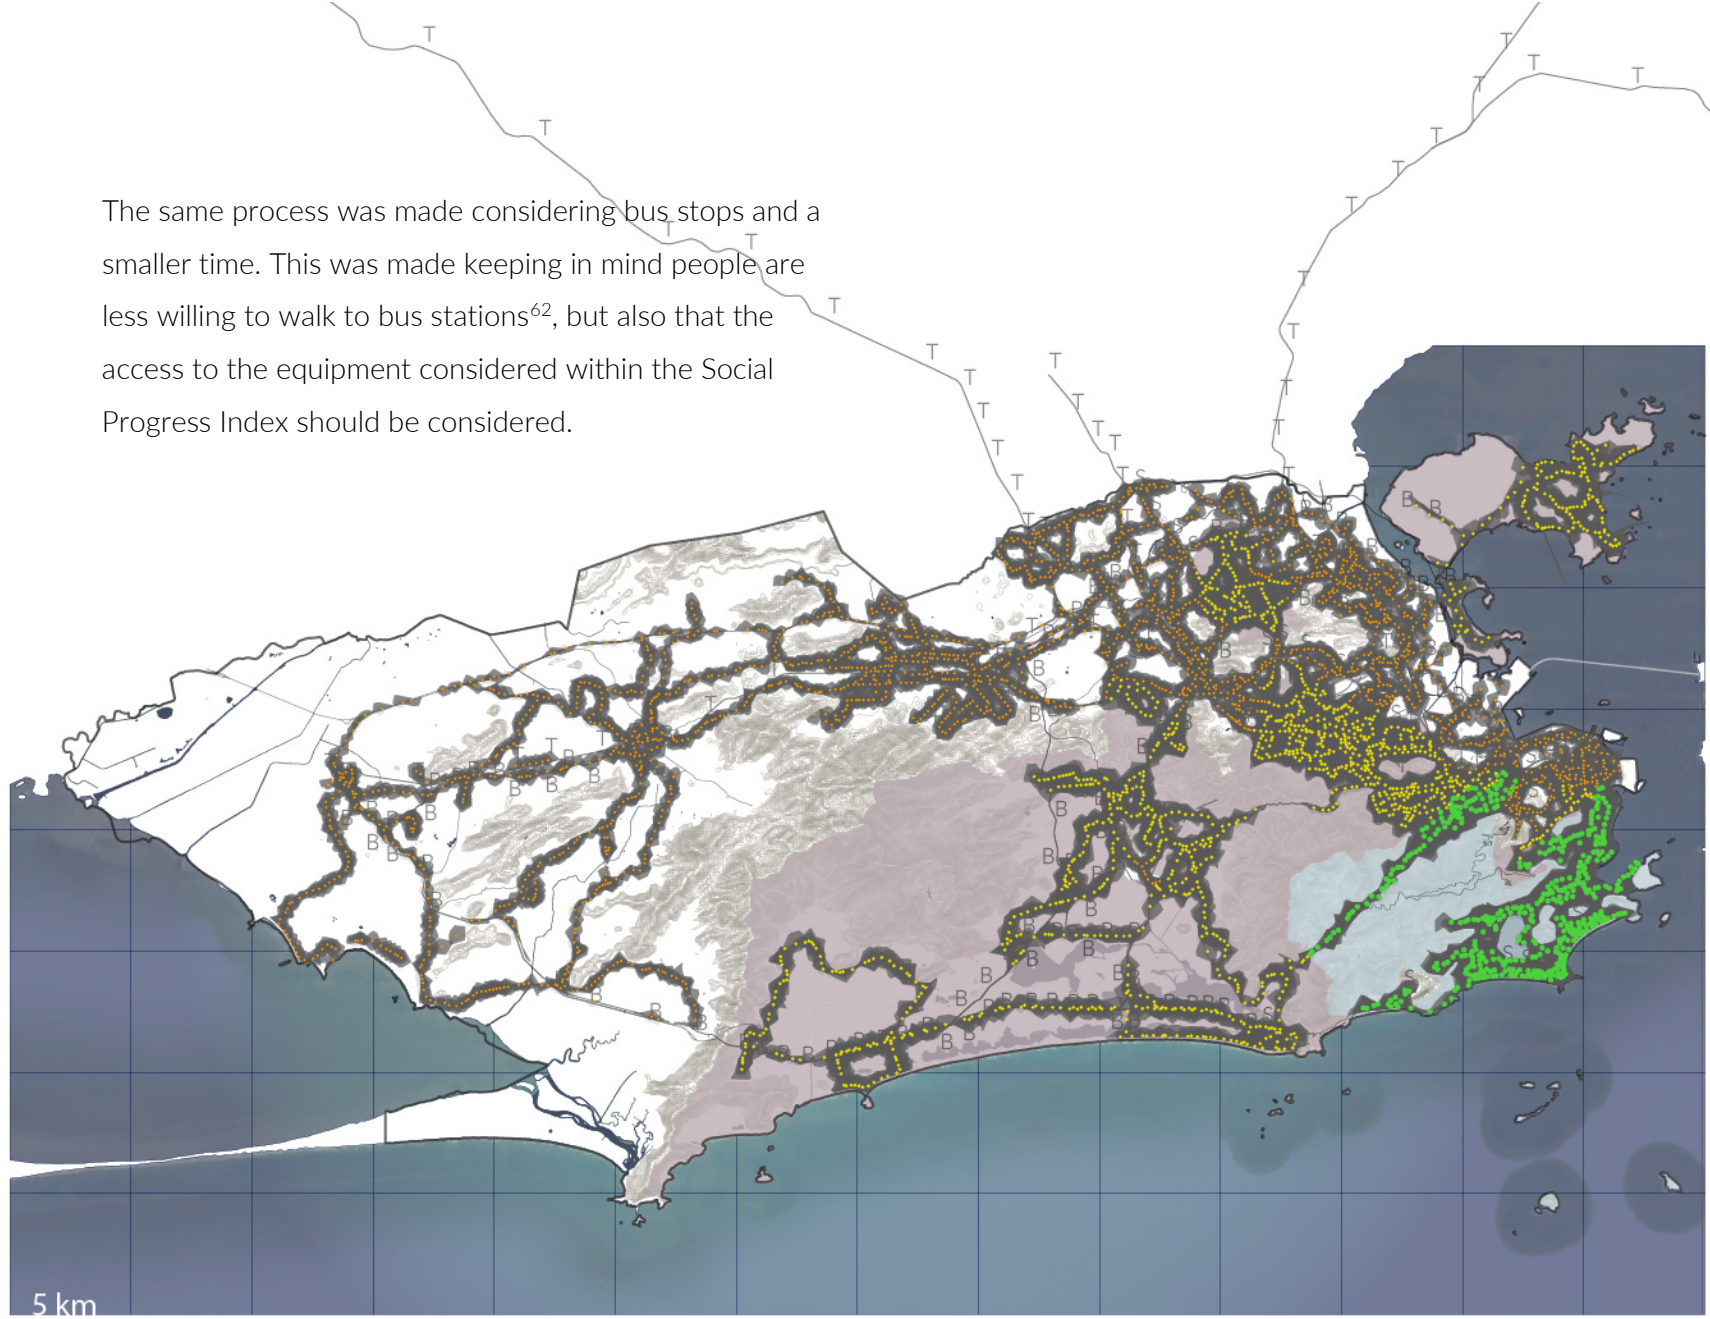 The same process was made considering bus stops and a
smaller time. This was made keeping in mind people are
less willing to walk to bus stations62, but also that the
access to the equipment considered within the Social
Progress Index should be considered.
5 km